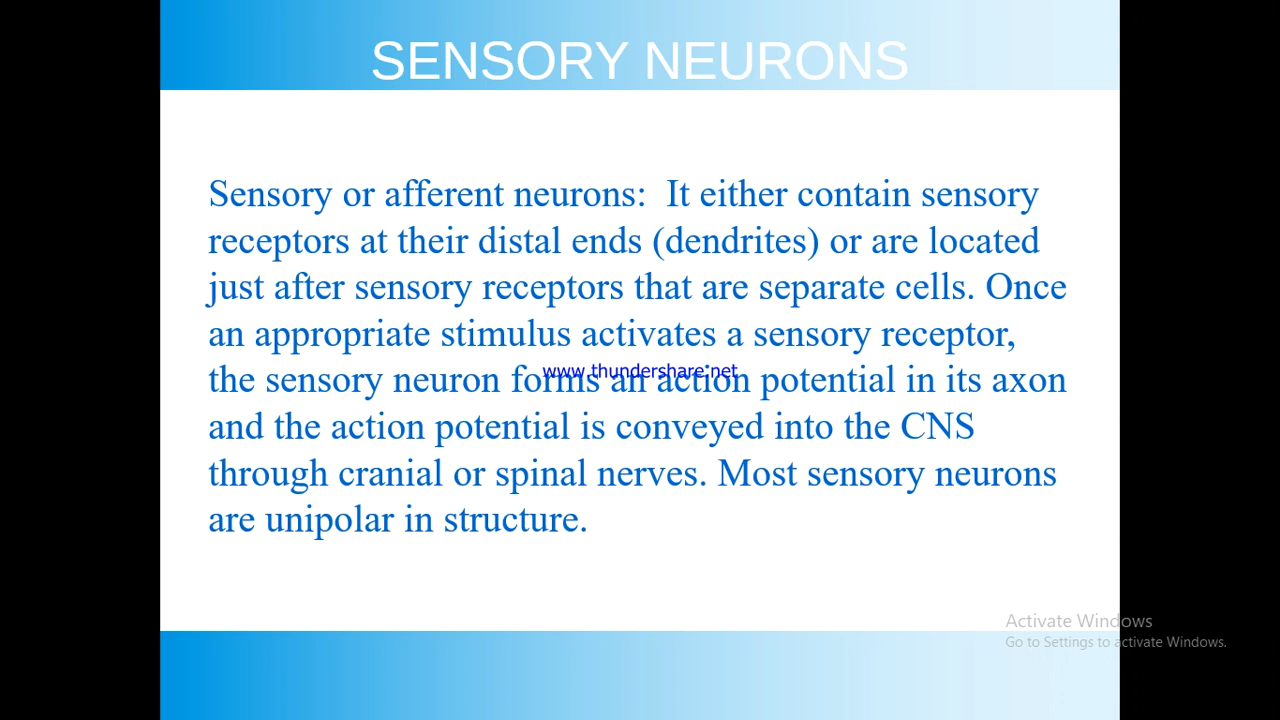 SENSORY NEURONS
Sensory or afferent neurons:  It either contain sensory
receptors at their distal ends (dendrites) or are located
just after sensory receptors that are separate cells. Once
an appropriate stimulus activates a sensory receptor,
the sensory neuron forms an action potential in its axon
www.thundershare.net
and the action potential is conveyed into the CNS
through cranial or spinal nerves. Most sensory neurons
are unipolar in structure.
Activate Windows
Go to Settings to activate Windows.